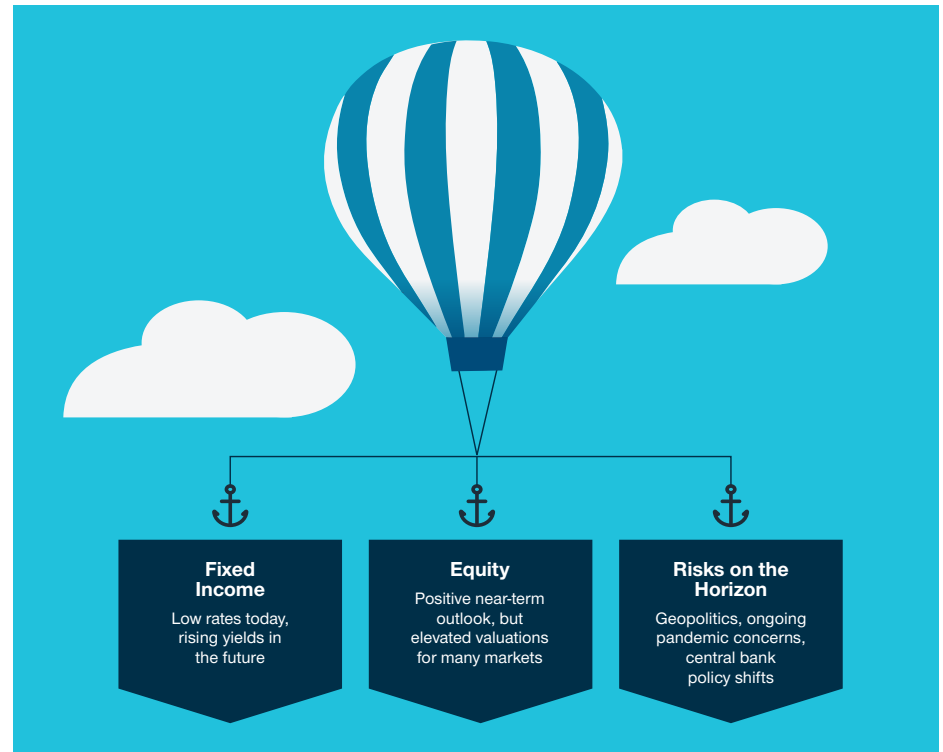 Fixed
Income
Low rates today,
rising yields in
the future
Equity
Positive near-term
outlook, but
elevated valuations
for many markets
Risks on the
Horizon
Geopolitics, ongoing
pandemic concerns,
central bank
policy shifts